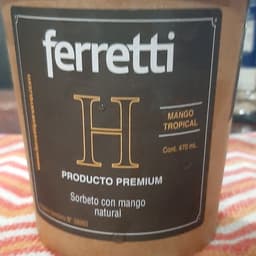 ferretti
H
MANGO
TROPICAL
Cont. 470 mL.
PRODUCTO PREMIUM
Sorbeto con mango
natural